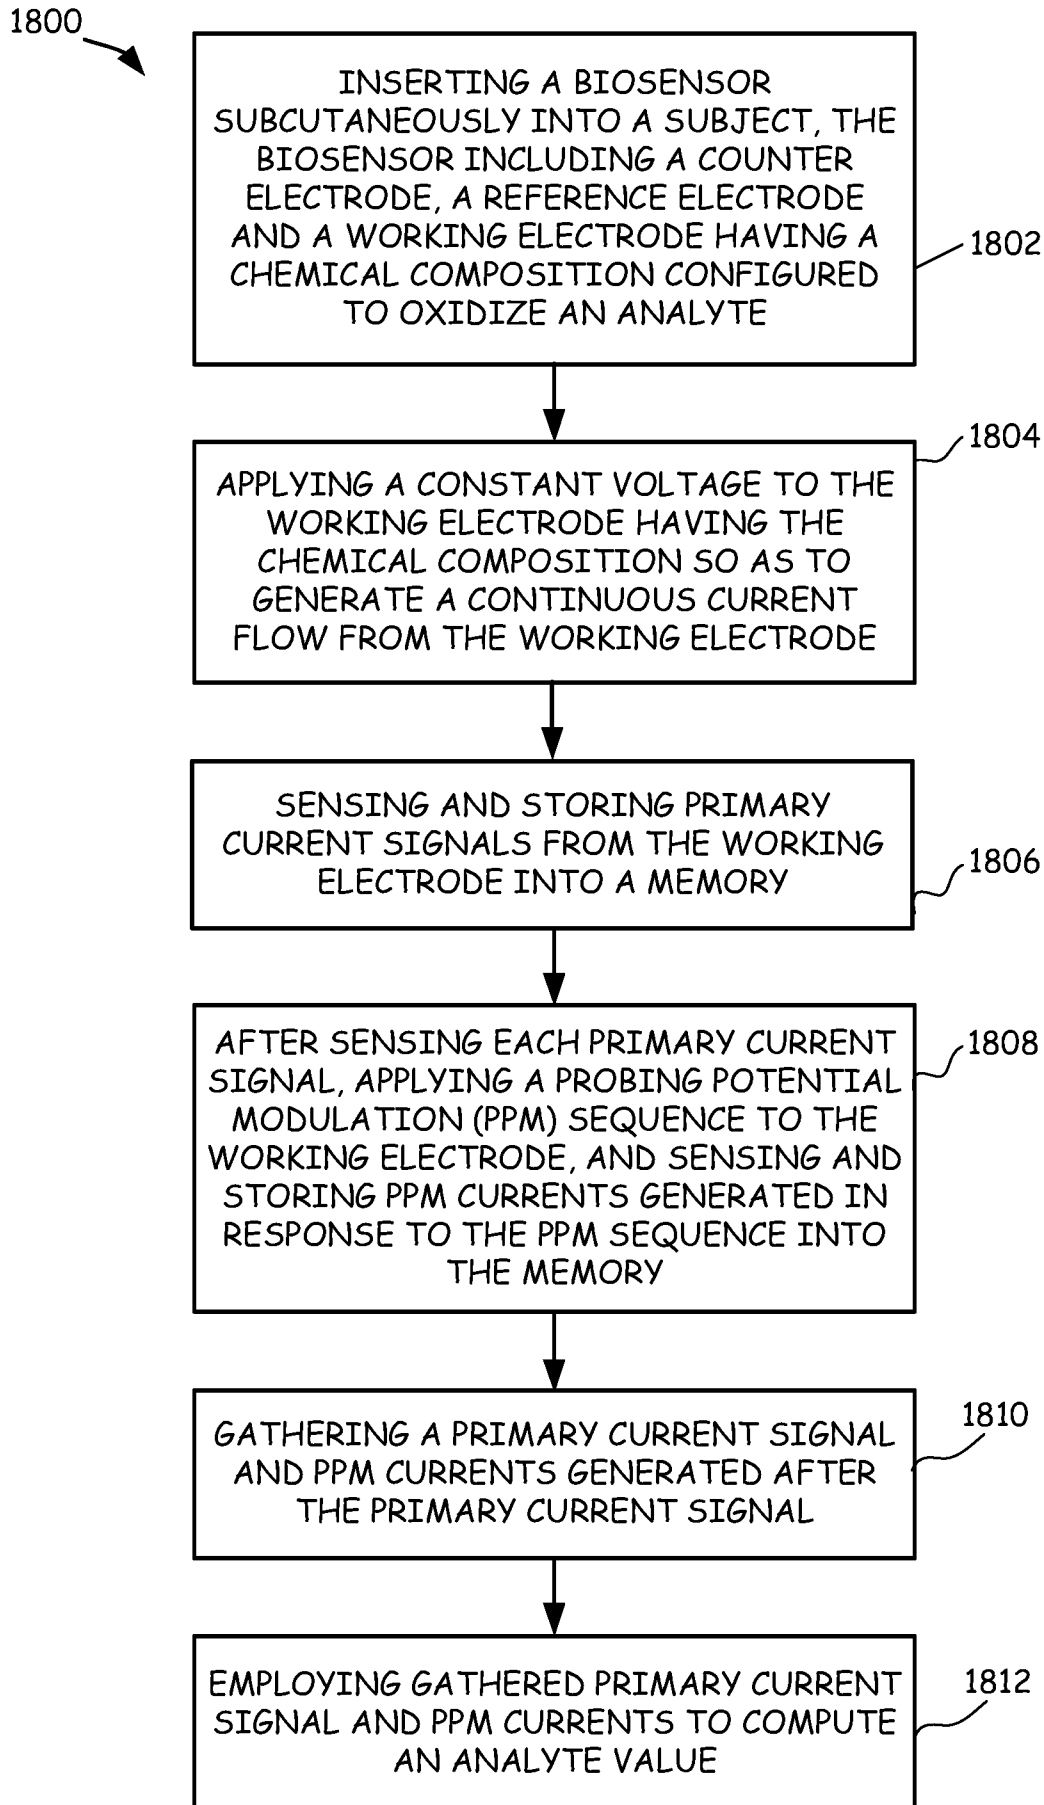 1800
INSERTING A BIOSENSOR
SUBCUTANEOUSLY INTO A SUBJECT, THE
BIOSENSOR INCLUDING A COUNTER
ELECTRODE, A REFERENCE ELECTRODE
AND A WORKING ELECTRODE HAVING A
CHEMICAL COMPOSITION CONFIGURED
TO OXIDIZE AN ANALYTE
1802
APPLYING A CONSTANT VOLTAGE TO THE
WORKING ELECTRODE HAVING THE
CHEMICAL COMPOSITION SO AS TO
GENERATE A CONTINUOUS CURRENT
FLOW FROM THE WORKING ELECTRODE
1804
SENSING AND STORING PRIMARY
CURRENT SIGNALS FROM THE WORKING
ELECTRODE INTO A MEMORY
1806
AFTER SENSING EACH PRIMARY CURRENT
SIGNAL, APPLYING A PROBING POTENTIAL
MODULATION (PPM) SEQUENCE TO THE
WORKING ELECTRODE, AND SENSING AND
STORING PPM CURRENTS GENERATED IN
RESPONSE TO THE PPM SEQUENCE INTO
THE MEMORY
1808
GATHERING A PRIMARY CURRENT SIGNAL
AND PPM CURRENTS GENERATED AFTER
THE PRIMARY CURRENT SIGNAL
1810
EMPLOYING GATHERED PRIMARY CURRENT
SIGNAL AND PPM CURRENTS TO COMPUTE
AN ANALYTE VALUE
1812